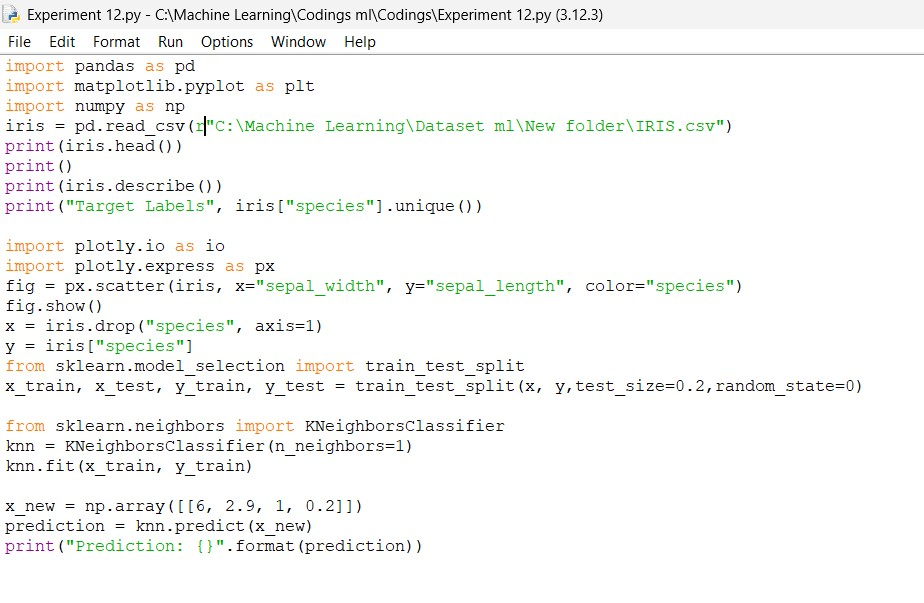 Experiment 12.py - C:\Machine Learning\Codings ml\Codings\Experiment 12.py (3.12.3)
File Edit Format Run Options Window Help
import pandas as pd
import matplotlib.pyplot as plt
import numpy as np
iris = pd.read_csv(r"C:\Machine Learning\Dataset ml\New folder\IRIS.csv")
print(iris.head())
print()
print(iris.describe())
print("Target Labels", iris["species"].unique())
import plotly.io as io
import plotly.express as px
fig = px.scatter(iris, x="sepal_width", y="sepal_length", color="species")
fig.show()
x = iris.drop("species", axis=1)
y = iris["species"]
from sklearn.model_selection import train_test_split
x_train, x_test, y_train, y_test = train_test_split(x, y,test_size=0.2,random_state=0)
from sklearn.neighbors import KNeighborsClassifier
knn = KNeighborsClassifier(n_neighbors=1)
knn.fit(x_train, y_train)
x_new = np.array([[6, 2.9, 1, 0.2]])
prediction = knn.predict(x_new)
print("Prediction: {}".format(prediction))